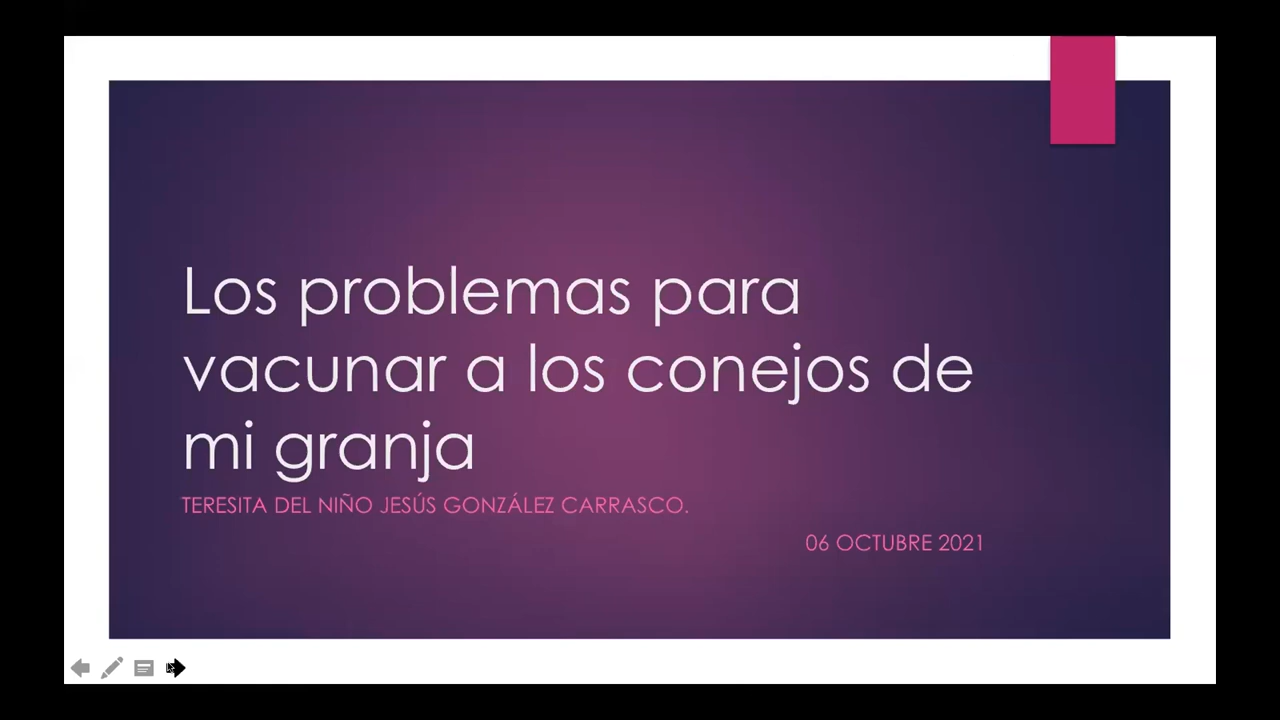 Los problemas para
vacunar a los conejos de
mi granja
TERESITA DEL NIÑO JESÚS GONZÁLEZ CARRASCO.
06 OCTUBRE 2021